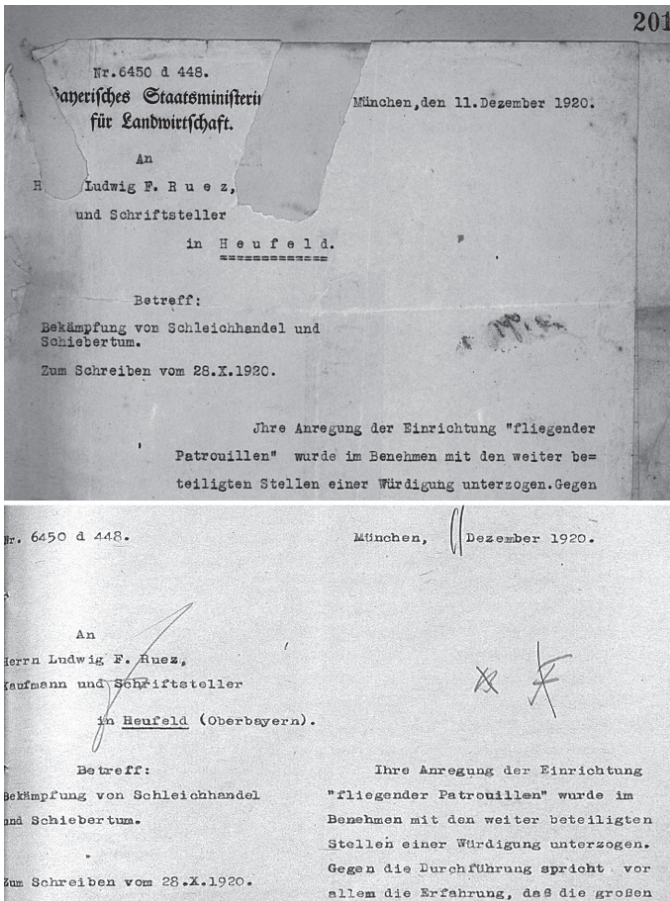 201
Nr.6450 d 448.
Bayerisches Staatsministeriu
für Landwirtschaft.
München,den 11.Dezember 1920.
An
H Ludwig F. R u e z,
und Schriftsteller
in H e u f e l d.
============
Betreff:
Bekämpfung von Schleichhandel und
Schiebertum.
Zum Schreiben vom 28.X.1920.
Jhre Anregung der Einrichtung "fliegender
Patrouillen" wurde im Benehmen mit den weiter be=
teiligten Stellen einer Würdigung unterzogen.Gegen
Nr. 6450 d 448.
München, 11 Dezember 1920.
An
Herrn Ludwig F. Ruez,
Kaufmann und Schriftsteller
in Heufeld (Oberbayern).
Betreff:
Bekämpfung von Schleichhandel
und Schiebertum.
Zum Schreiben vom 28.X.1920.
Ihre Anregung der Einrichtung
"fliegender Patrouillen" wurde im
Benehmen mit den weiter beteiligten
Stellen einer Würdigung unterzogen.
Gegen die Durchführung spricht vor
allem die Erfahrung, daß die großen